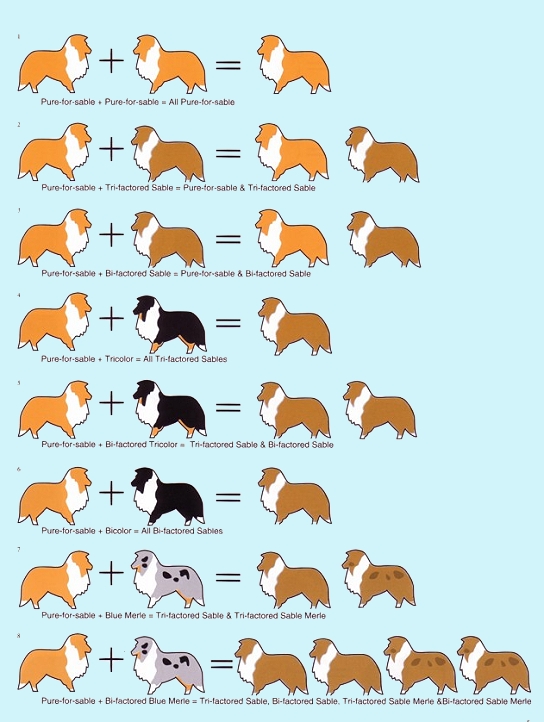 1
Pure-for-sable + Pure-for-sable = All Pure-for-sable
2
Pure-for-sable + Tri-factored Sable = Pure-for-sable & Tri-factored Sable
3
Pure-for-sable + Bi-factored Sable = Pure-for-sable & Bi-factored Sable
4
Pure-for-sable + Tricolor = All Tri-factored Sables
5
Pure-for-sable + Bi-factored Tricolor = Tri-factored Sable & Bi-factored Sable
6
Pure-for-sable + Bicolor = All Bi-factored Sables
7
Pure-for-sable + Blue Merle = Tri-factored Sable & Tri-factored Sable Merle
8
Pure-for-sable + Bi-factored Blue Merle = Tri-factored Sable, Bi-factored Sable. Tri-factored Sable Merle &Bi-factored Sable Merle